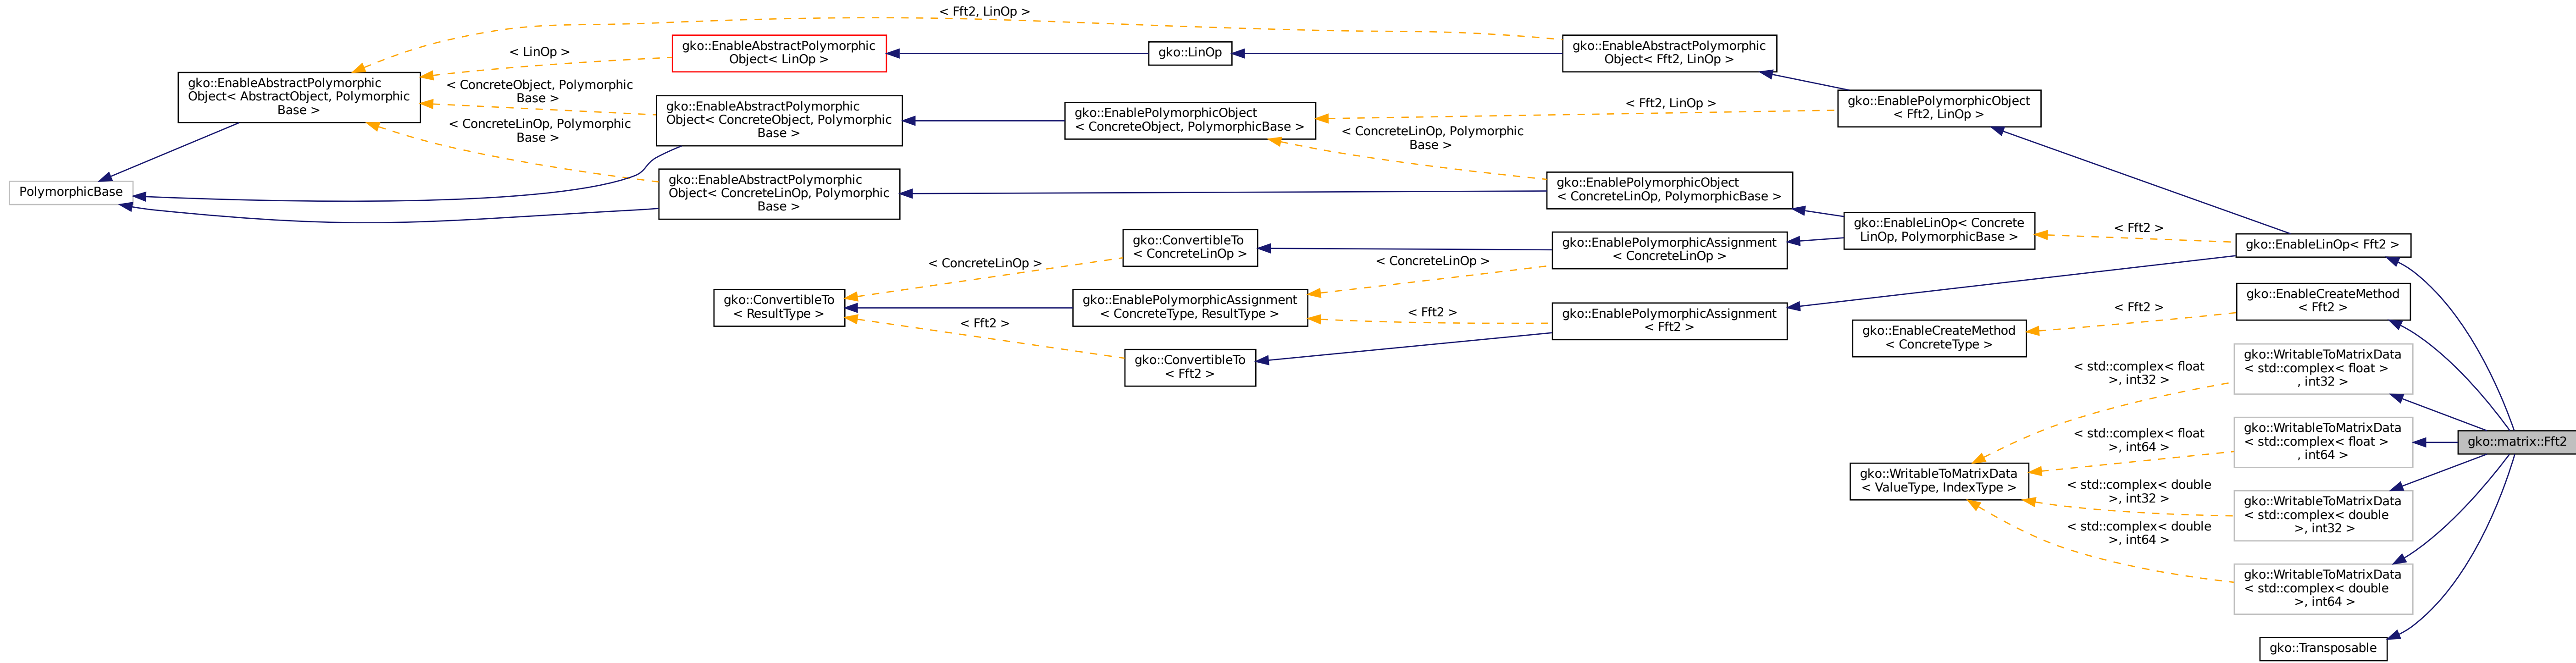 < Fft2, LinOp >
gko::EnableAbstractPolymorphic
Object< LinOp >
< LinOp >
gko::LinOp
gko::EnableAbstractPolymorphic
Object< Fft2, LinOp >
gko::EnableAbstractPolymorphic
Object< AbstractObject, Polymorphic
Base >
< ConcreteObject, Polymorphic
Base >
< ConcreteLinOp, Polymorphic
Base >
gko::EnableAbstractPolymorphic
Object< ConcreteObject, Polymorphic
Base >
gko::EnablePolymorphicObject
< ConcreteObject, PolymorphicBase >
< Fft2, LinOp >
gko::EnablePolymorphicObject
< Fft2, LinOp >
< ConcreteLinOp, Polymorphic
Base >
PolymorphicBase
gko::EnableAbstractPolymorphic
Object< ConcreteLinOp, Polymorphic
Base >
gko::EnablePolymorphicObject
< ConcreteLinOp, PolymorphicBase >
gko::EnableLinOp< Concrete
LinOp, PolymorphicBase >
< Fft2 >
gko::EnableLinOp< Fft2 >
gko::ConvertibleTo
< ConcreteLinOp >
gko::EnablePolymorphicAssignment
< ConcreteLinOp >
< ConcreteLinOp >
< ConcreteLinOp >
gko::ConvertibleTo
< ResultType >
gko::EnablePolymorphicAssignment
< ConcreteType, ResultType >
< Fft2 >
< Fft2 >
gko::EnablePolymorphicAssignment
< Fft2 >
gko::ConvertibleTo
< Fft2 >
gko::EnableCreateMethod
< ConcreteType >
< Fft2 >
gko::EnableCreateMethod
< Fft2 >
< std::complex< float
>, int32 >
gko::WritableToMatrixData
< std::complex< float >
, int32 >
< std::complex< float
>, int64 >
gko::WritableToMatrixData
< std::complex< float >
, int64 >
gko::matrix::Fft2
gko::WritableToMatrixData
< ValueType, IndexType >
< std::complex< double
>, int32 >
gko::WritableToMatrixData
< std::complex< double
>, int32 >
< std::complex< double
>, int64 >
gko::WritableToMatrixData
< std::complex< double
>, int64 >
gko::Transposable